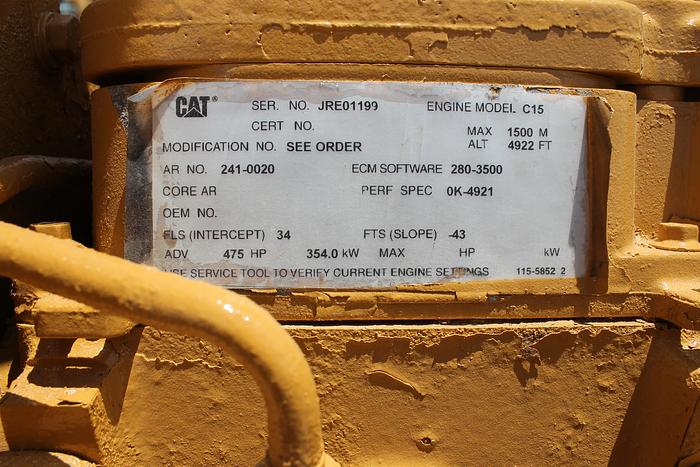 CAT® SER. NO. JRE01199 ENGINE MODEL C15
CERT NO. MAX 1500 M
MODIFICATION NO. SEE ORDER ALT 4922 FT
AR NO. 241-0020 ECM SOFTWARE 280-3500
CORE AR PERF SPEC 0K-4921
OEM NO.
FLS (INTERCEPT) 34 FTS (SLOPE) -43
ADV 475 HP 354.0 kW MAX HP kW
USE SERVICE TOOL TO VERIFY CURRENT ENGINE SETTINGS 115-5852 2